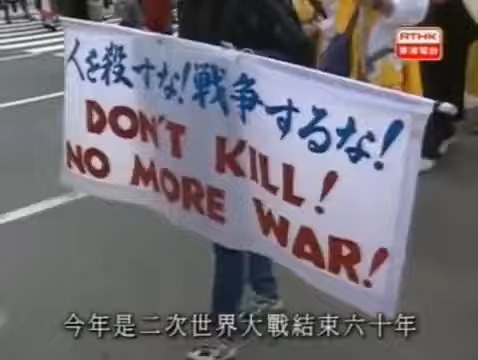 RTHK
香港電台
人を殺すな!戦争するな!
DON'T KILL!
NO MORE WAR!
今年是二次世界大戰結束六十年